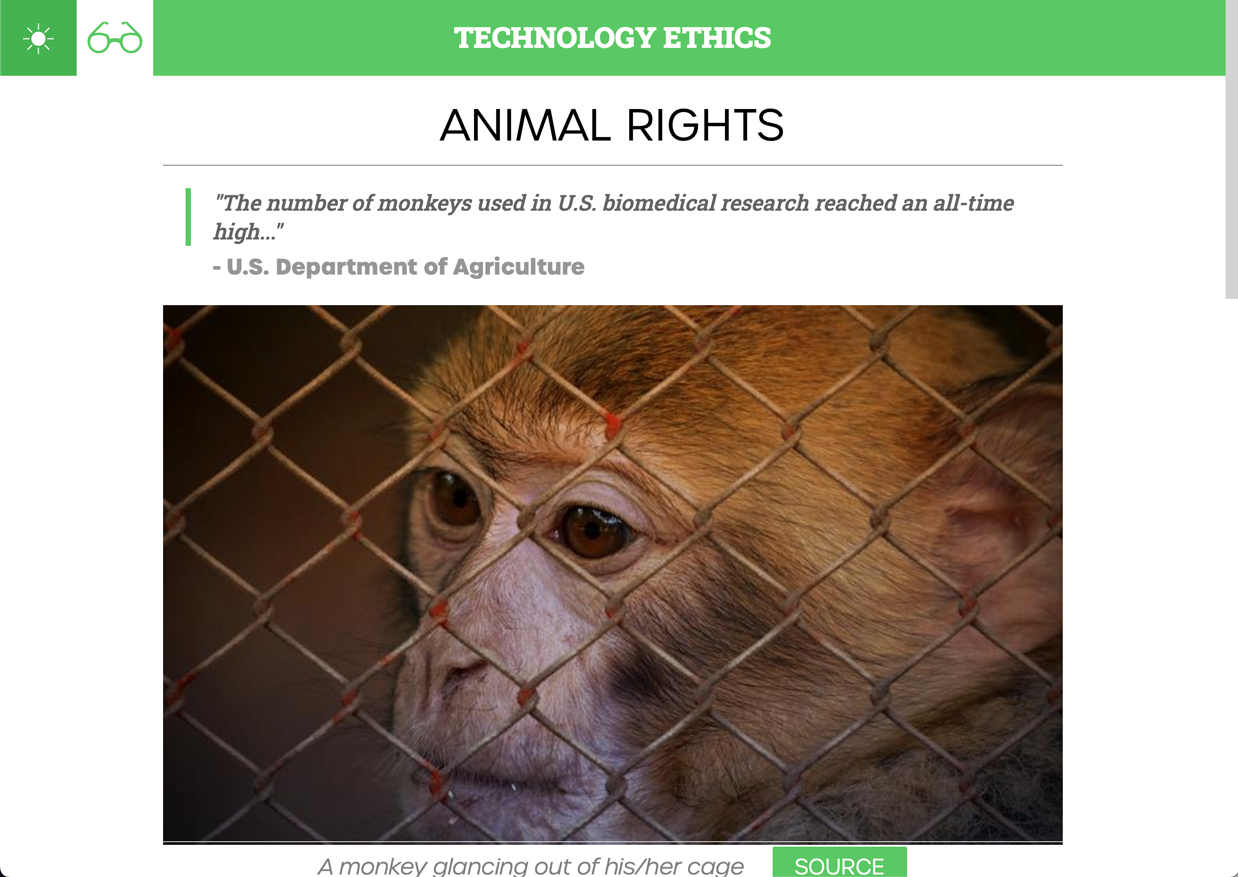 TECHNOLOGY ETHICS
ANIMAL RIGHTS
"The number of monkeys used in U.S. biomedical research reached an all-time
high..."
- U.S. Department of Agriculture
A monkey glancing out of his/her cage
SOURCE